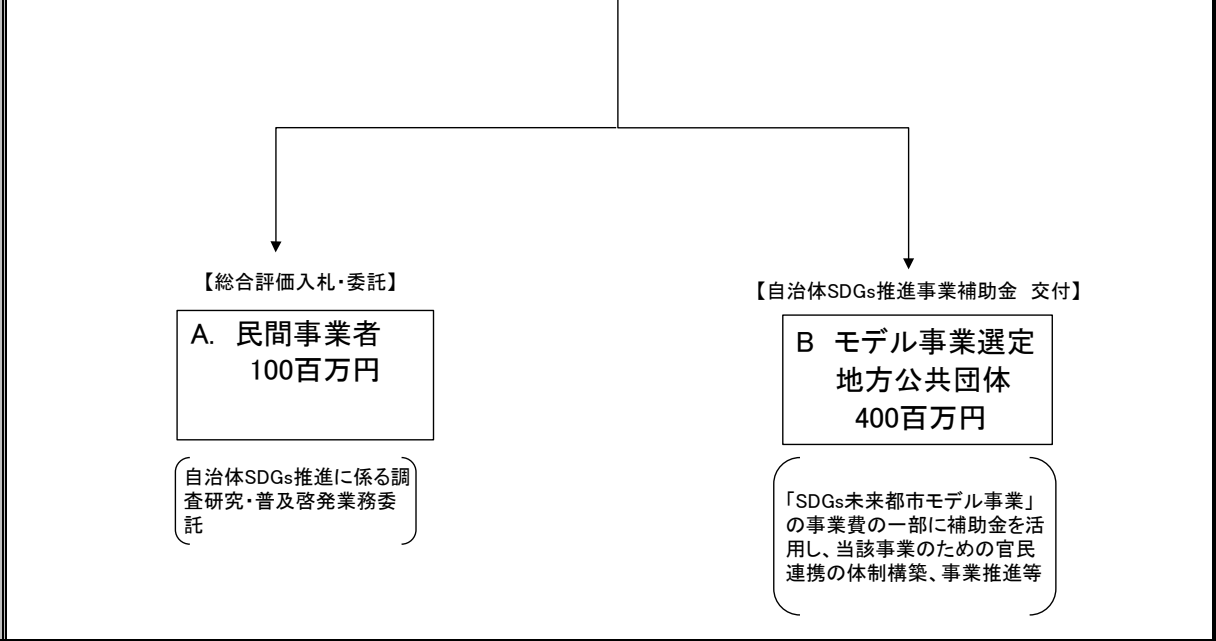 【総合評価入札・委託】
A. 民間事業者
100百万円
自治体SDGs推進に係る調
査研究・普及啓発業務委
託
【自治体SDGs推進事業補助金 交付】
B モデル事業選定
地方公共団体
400百万円
「SDGs未来都市モデル事業」
の事業費の一部に補助金を活
用し、当該事業のための官民
連携の体制構築、事業推進等